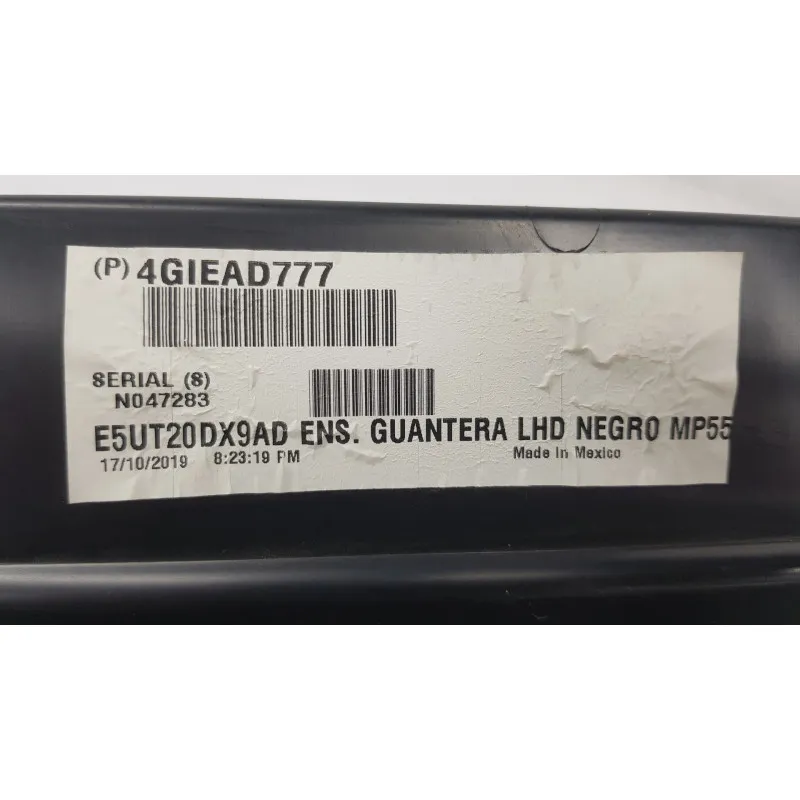 (P) 4GIEAD777
SERIAL (S)
N047283
E5UT20DX9AD ENS. GUANTERA LHD NEGRO MP55
17/10/2019 8:23:19 PM Made In Mexico